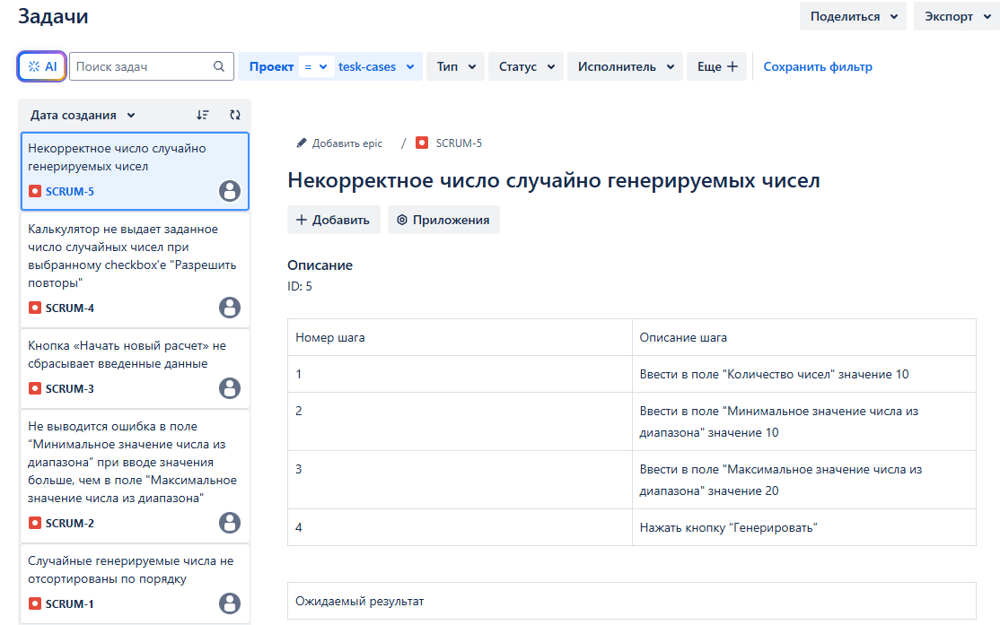 Задачи
Поделиться
Экспорт
AI
Поиск задач
Проект = tesk-cases
Тип
Статус
Исполнитель
Еще +
Сохранить фильтр
Дата создания
Некорректное число случайно
генерируемых чисел
SCRUM-5
Калькулятор не выдает заданное
число случайных чисел при
выбранному checkbox'е "Разрешить
повторы"
SCRUM-4
Кнопка «Начать новый расчет» не
сбрасывает введенные данные
SCRUM-3
Не выводится ошибка в поле
“Минимальное значение числа из
диапазона” при вводе значения
больше, чем в поле "Максимальное
значение числа из диапазона"
SCRUM-2
Случайные генерируемые числа не
отсортированы по порядку
SCRUM-1
Добавить epic / SCRUM-5
Некорректное число случайно генерируемых чисел
+ Добавить
Приложения
Описание
ID: 5
Номер шага
Описание шага
1
Ввести в поле "Количество чисел" значение 10
2
Ввести в поле "Минимальное значение числа из
диапазона" значение 10
3
Ввести в поле "Максимальное значение числа из
диапазона" значение 20
4
Нажать кнопку “Генерировать”
Ожидаемый результат